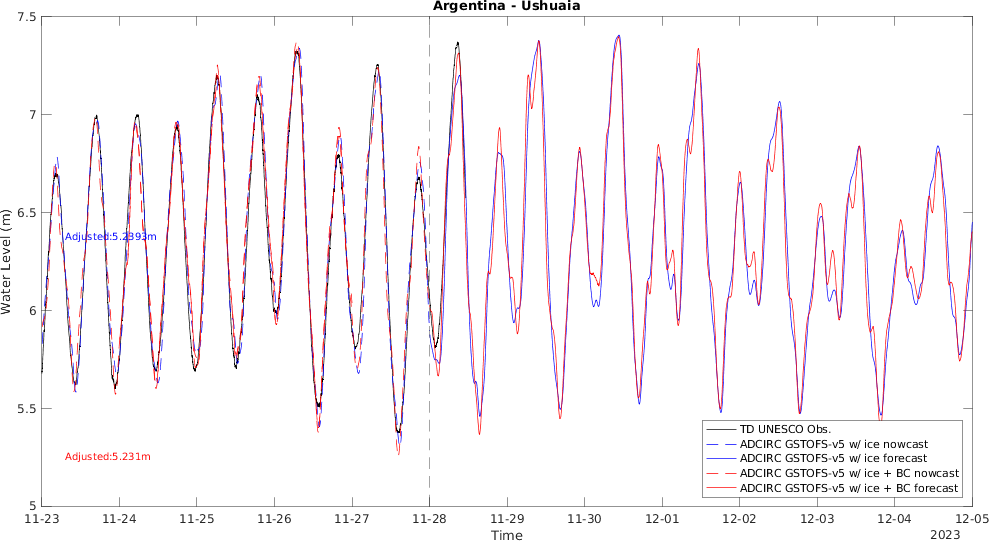 Argentina - Ushuaia
7.5
7
6.5
6
5.5
5
Water Level (m)
Adjusted:5.2393m
Adjusted:5.231m
TD UNESCO Obs.
ADCIRC GSTOFS-v5 w/ ice nowcast
ADCIRC GSTOFS-v5 w/ ice forecast
ADCIRC GSTOFS-v5 w/ ice + BC nowcast
ADCIRC GSTOFS-v5 w/ ice + BC forecast
11-23 11-24 11-25 11-26 11-27 11-28 11-29 11-30 12-01 12-02 12-03 12-04 12-05
Time
2023